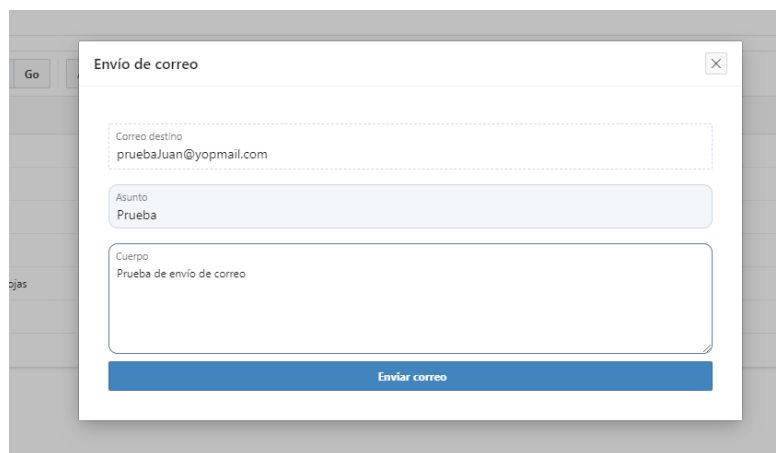 Envío de correo
Go
Correo destino
pruebaJuan@yopmail.com
Asunto
Prueba
Cuerpo
Prueba de envío de correo
ojas
Enviar correo